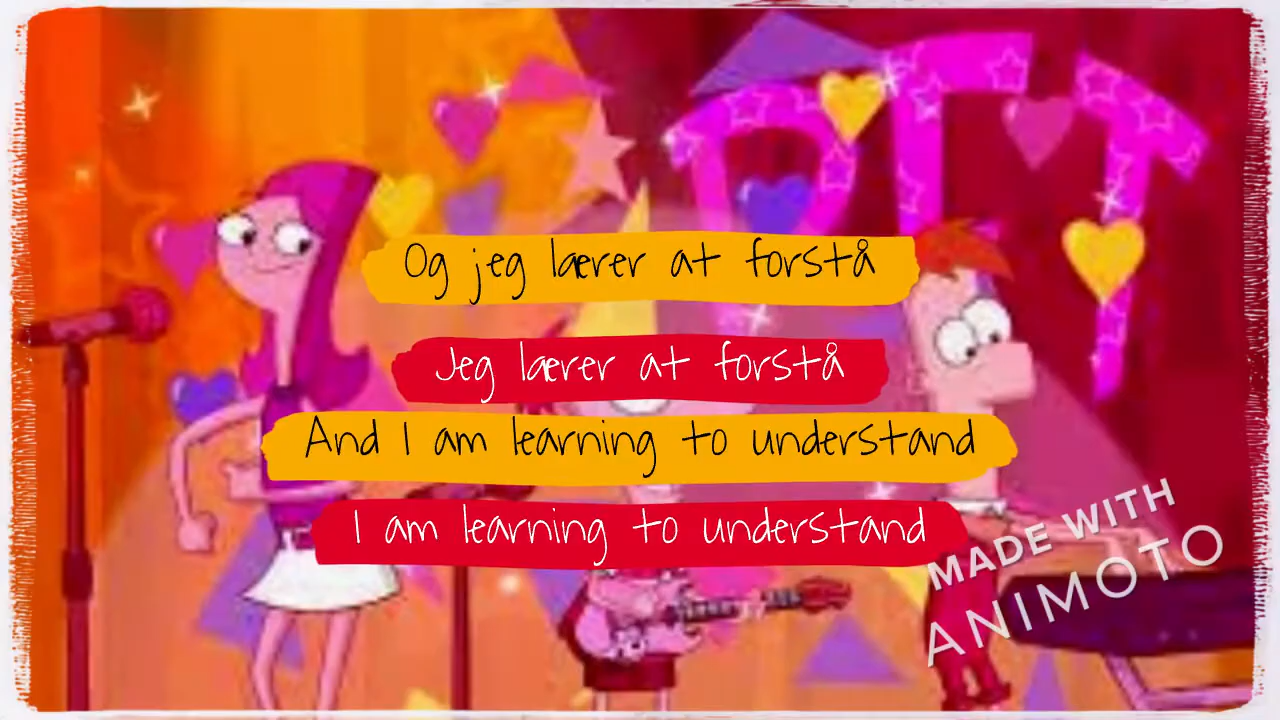 Og jeg lærer at forstå
Jeg lærer at forstå
And I am learning to understand
I am learning to understand
MADE WITH
ANIMOTO